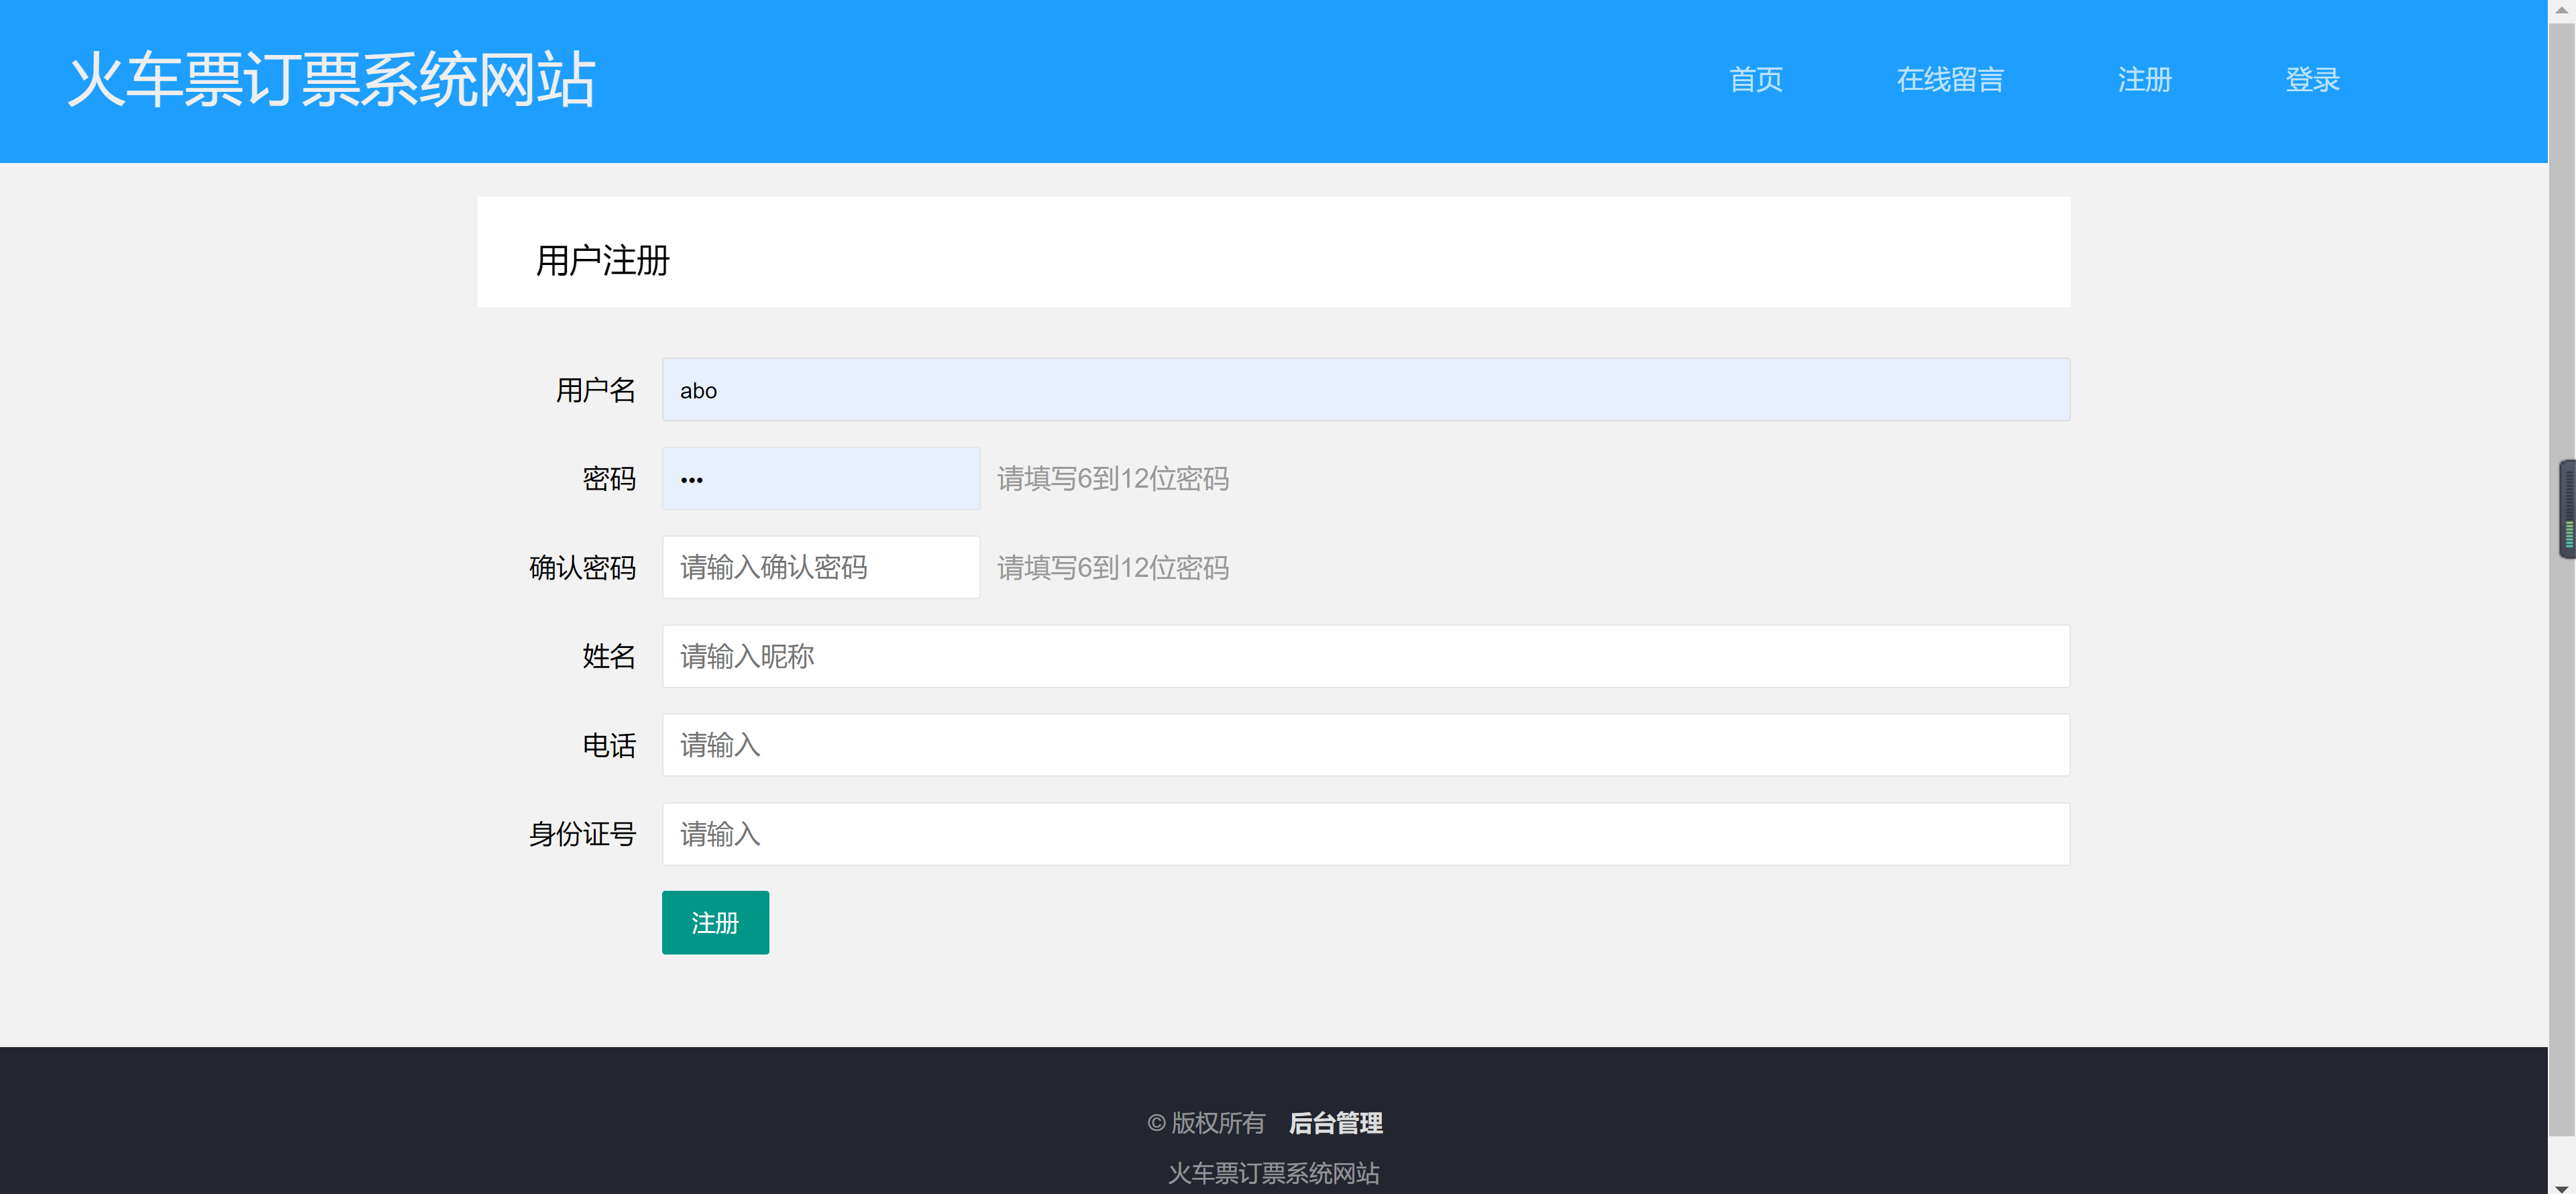 火车票订票系统网站 首页 在线留言 注册 登录
用户注册
用户名 abo
密码 ••• 请填写6到12位密码
确认密码 请输入确认密码 请填写6到12位密码
姓名 请输入昵称
电话 请输入
身份证号 请输入
注册
© 版权所有 后台管理
火车票订票系统网站